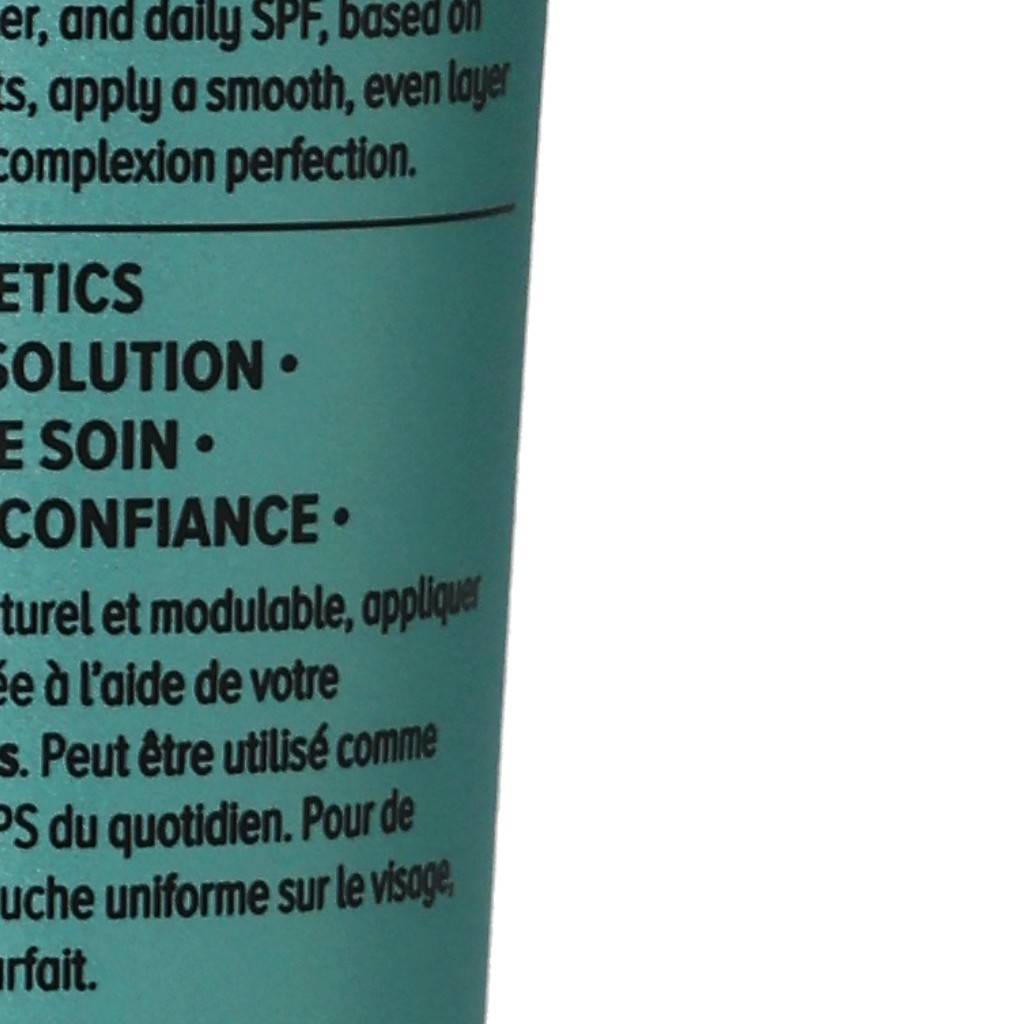 er, and daily SPF, based on
ts, apply a smooth, even layer
complexion perfection.
ETICS
SOLUTION •
E SOIN •
CONFIANCE •
turel et modulable, appliquer
ée à l'aide de votre
s. Peut être utilisé comme
PS du quotidien. Pour de
uche uniforme sur le visage,
rfait.